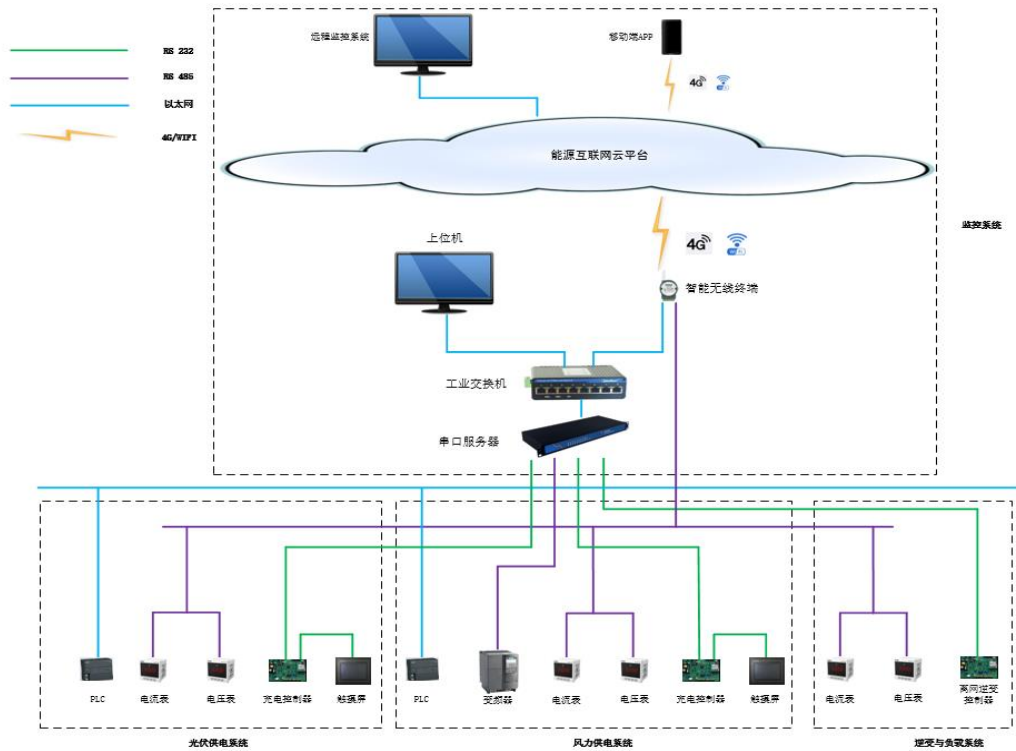 RS 232
RS 485
以太网
4G/WIFI
远程监控系统
移动端APP
4G
能源互联网云平台
监控系统
上位机
4G
智能无线终端
工业交换机
串口服务器
PLC
电流表
电压表
充电控制器
触摸屏
PLC
变频器
电流表
电压表
充电控制器
触摸屏
电流表
电压表
离网逆变
控制器
光伏供电系统
风力供电系统
逆变与负载系统